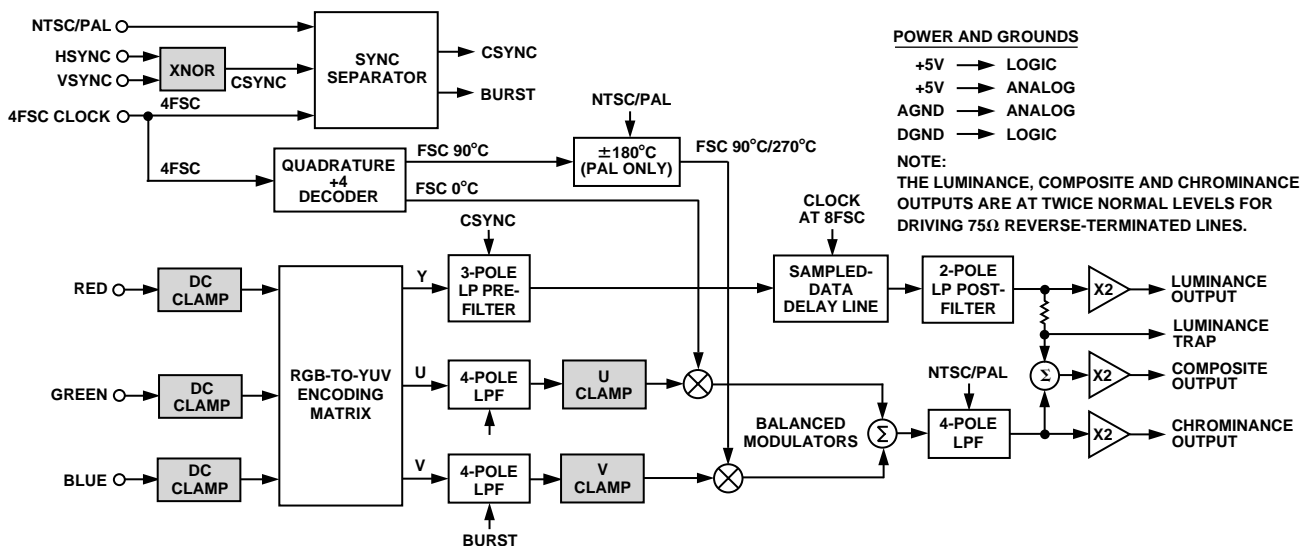 NTSC/PAL
HSYNC
VSYNC
XNOR
CSYNC
4FSC CLOCK
4FSC
4FSC
SYNC
SEPARATOR
CSYNC
BURST
QUADRATURE
+4
DECODER
FSC 90°C
FSC 0°C
NTSC/PAL
±180°C
(PAL ONLY)
FSC 90°C/270°C
POWER AND GROUNDS
+5V LOGIC
+5V ANALOG
AGND ANALOG
DGND LOGIC
NOTE:
THE LUMINANCE, COMPOSITE AND CHROMINANCE
OUTPUTS ARE AT TWICE NORMAL LEVELS FOR
DRIVING 75Ω REVERSE-TERMINATED LINES.
RED
DC
CLAMP
GREEN
DC
CLAMP
BLUE
DC
CLAMP
RGB-TO-YUV
ENCODING
MATRIX
Y
U
V
CSYNC
3-POLE
LP PRE-
FILTER
4-POLE
LPF
U
CLAMP
4-POLE
LPF
BURST
V
CLAMP
CLOCK
AT 8FSC
SAMPLED-
DATA
DELAY LINE
2-POLE
LP POST-
FILTER
BALANCED
MODULATORS
Σ
NTSC/PAL
4-POLE
LPF
Σ
X2
LUMINANCE
OUTPUT
LUMINANCE
TRAP
X2
COMPOSITE
OUTPUT
X2
CHROMINANCE
OUTPUT